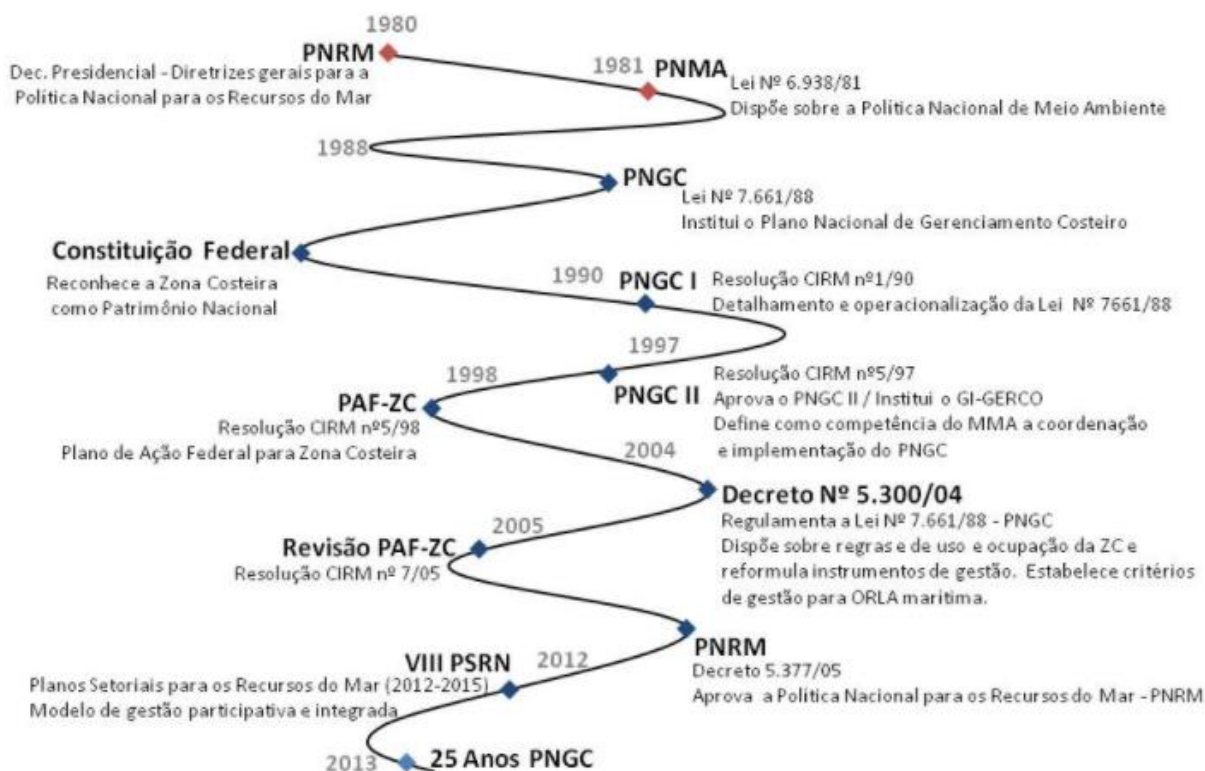 1980
PNRM
Dec. Presidencial - Diretrizes gerais para a
Política Nacional para os Recursos do Mar
1981
PNMA
Lei Nº 6.938/81
Dispõe sobre a Política Nacional de Meio Ambiente
1988
PNGC
Lei Nº 7.661/88
Institui o Plano Nacional de Gerenciamento Costeiro
Constituição Federal
Reconhece a Zona Costeira
como Patrimônio Nacional
1990
PNGC I
Resolução CIRM nº1/90
Detalhamento e operacionalização da Lei Nº 7661/88
1997
PNGC II
Resolução CIRM nº5/97
Aprova o PNGC II / Institui o GI-GERCO
Define como competência do MMA a coordenação
e implementação do PNGC
1998
PAF-ZC
Resolução CIRM nº5/98
Plano de Ação Federal para Zona Costeira
2004
Decreto Nº 5.300/04
Regulamenta a Lei Nº 7.661/88 - PNGC
Dispõe sobre regras e de uso e ocupação da ZC e
reformula instrumentos de gestão. Estabelece critérios
de gestão para ORLA maritima.
2005
Revisão PAF-ZC
Resolução CIRM nº 7/05
PNRM
Decreto 5.377/05
Aprova a Política Nacional para os Recursos do Mar - PNRM
2012
VIII PSRN
Planos Setoriais para os Recursos do Mar (2012-2015)
Modelo de gestão participativa e integrada
2013
25 Anos PNGC